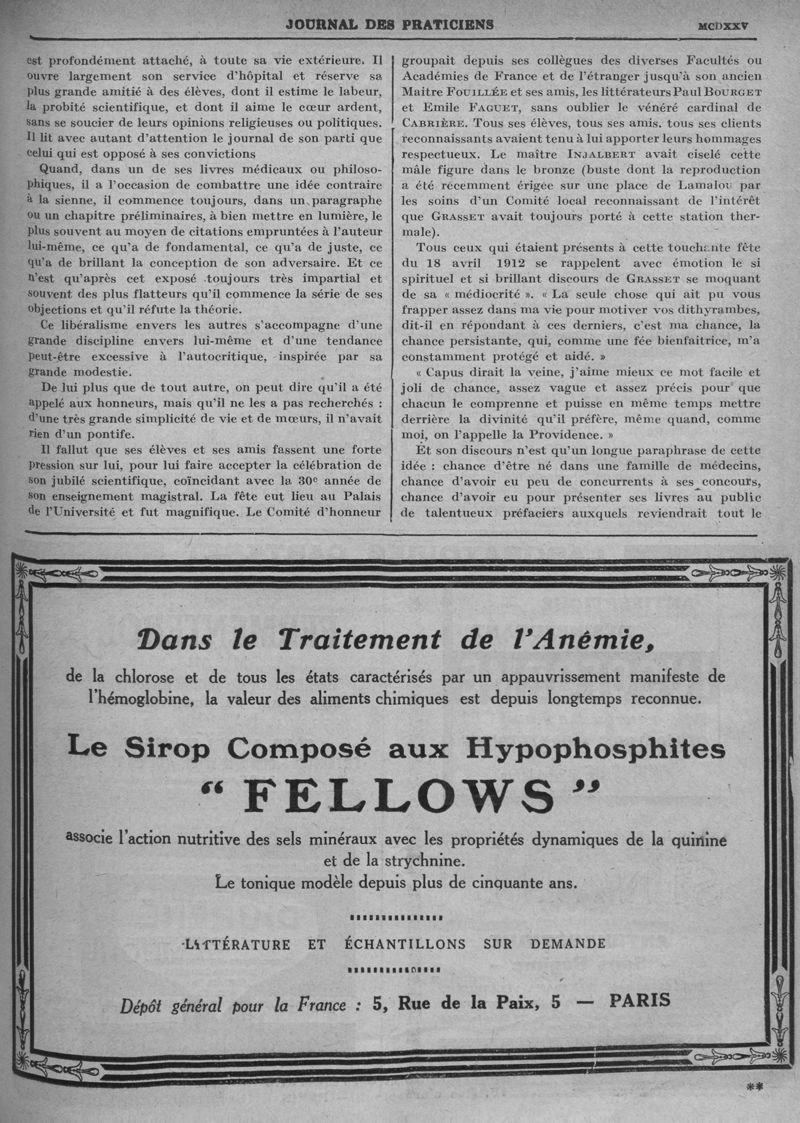 JOURNAL DES PRATICIENS
MCDXXV
est profondément attaché, à toute sa vie extérieure. Il
ouvre largement son service d'hôpital et réserve sa
plus grande amitié à des élèves, dont il estime le labeur,
la probité scientifique, et dont il aime le cœur ardent,
sans se soucier de leurs opinions religieuses ou politiques.
Il lit avec autant d'attention le journal de son parti que
celui qui est opposé à ses convictions
Quand, dans un de ses livres médicaux ou philoso-
phiques, il a l'occasion de combattre une idée contraire
à la sienne, il commence toujours, dans un paragraphe
ou un chapitre préliminaires, à bien mettre en lumière, le
plus souvent au moyen de citations empruntées à l'auteur
lui-même, ce qu'a de fondamental, ce qu'a de juste, ce
qu'a de brillant la conception de son adversaire. Et ce
n'est qu'après cet exposé toujours très impartial et
souvent des plus flatteurs qu'il commence la série de ses
objections et qu'il réfute la théorie.
Ce libéralisme envers les autres s'accompagne d'une
grande discipline envers lui-même et d'une tendance
peut-être excessive à l'autocritique, inspirée par sa
grande modestie.
De lui plus que de tout autre, on peut dire qu'il a été
appelé aux honneurs, mais qu'il ne les a pas recherchés :
d'une très grande simplicité de vie et de mœurs, il n'avait
rien d'un pontife.
Il fallut que ses élèves et ses amis fassent une forte
pression sur lui, pour lui faire accepter la célébration de
son jubilé scientifique, coïncidant avec la 30e année de
son enseignement magistral. La fête eut lieu au Palais
de l'Université et fut magnifique. Le Comité d'honneur
groupait depuis ses collègues des diverses Facultés ou
Académies de France et de l'étranger jusqu'à son ancien
Maitre FOUILLÉE et ses amis, les littérateurs Paul BOURGET
et Emile FAGUET, sans oublier le vénéré cardinal de
CABRIÈRE. Tous ses élèves, tous ses amis. tous ses clients
reconnaissants avaient tenu à lui apporter leurs hommages
respectueux. Le maître INJALBERT avait ciselé cette
mâle figure dans le bronze (buste dont la reproduction
a été récemment érigée sur une place de Lamalou par
les soins d'un Comité local reconnaissant de l'intérêt
que GRASSET avait toujours porté à cette station ther-
male).
Tous ceux qui étaient présents à cette touchante fête
du 18 avril 1912 se rappelent avec émotion le si
spirituel et si brillant discours de GRASSET se moquant
de sa « médiocrité ». « La seule chose qui ait pu vous
frapper assez dans ma vie pour motiver vos dithyrambes,
dit-il en répondant à ces derniers, c'est ma chance, la
chance persistante, qui, comme une fée bienfaitrice, m'a
constamment protégé et aidé. »
« Capus dirait la veine, j'aime mieux ce mot facile et
joli de chance, assez vague et assez précis pour que
chacun le comprenne et puisse en même temps mettre
derrière la divinité qu'il préfère, même quand, comme
moi, on l'appelle la Providence. »
Et son discours n'est qu'un longue paraphrase de cette
idée : chance d'être né dans une famille de médecins,
chance d'avoir eu peu de concurrents à ses concours,
chance d'avoir eu pour présenter ses livres au public
de talentueux préfaciers auxquels reviendrait tout le
Dans le Traitement de l'Anémie,
de la chlorose et de tous les états caractérisés par un appauvrissement manifeste de
l'hémoglobine, la valeur des aliments chimiques est depuis longtemps reconnue.
Le Sirop Composé aux Hypophosphites
“ FELLOWS ”
associe l'action nutritive des sels minéraux avec les propriétés dynamiques de la quinine
et de la strychnine.
Le tonique modèle depuis plus de cinquante ans.
LITTÉRATURE ET ÉCHANTILLONS SUR DEMANDE
Dépôt général pour la France : 5, Rue de la Paix, 5 — PARIS
**